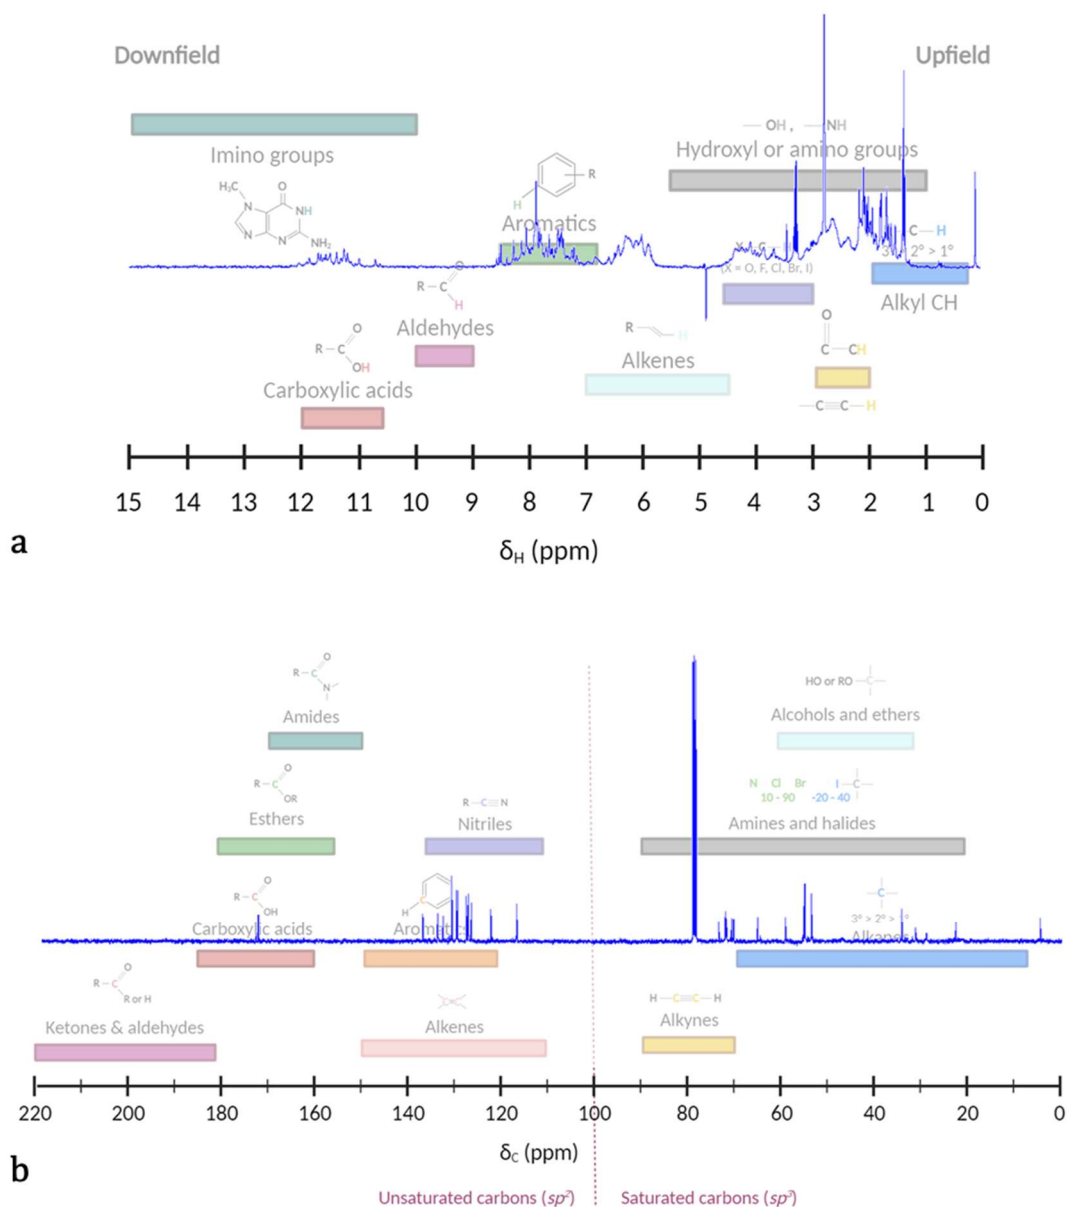 Downfield
Upfield
Imino groups
H₃C
O
N
NH
N
N
NH₂
R
H
Aromatics
— OH , — NH
Hydroxyl or amino groups
C — H
3° > 2° > 1°
Alkyl CH
(X = O, F, Cl, Br, I)
O
R — C
H
Aldehydes
O
R — C
OH
Carboxylic acids
R
H
Alkenes
O
C — CH
— C ≡ C — H
15 14 13 12 11 10 9 8 7 6 5 4 3 2 1 0
δH (ppm)
a
O
R — C
N
Amides
HO or RO — C
Alcohols and ethers
O
R — C
OR
Esthers
R — C ≡ N
Nitriles
N Cl Br I — C
10 - 90 -20 - 40
Amines and halides
O
R — C
OH
Carboxylic acids
C
H
Aromatics
C
3° > 2° > 1°
Alkanes
O
R — C
R or H
Ketones & aldehydes
Alkenes
H — C ≡ C — H
Alkynes
220 200 180 160 140 120 100 80 60 40 20 0
δC (ppm)
b
Unsaturated carbons (sp²)
Saturated carbons (sp³)